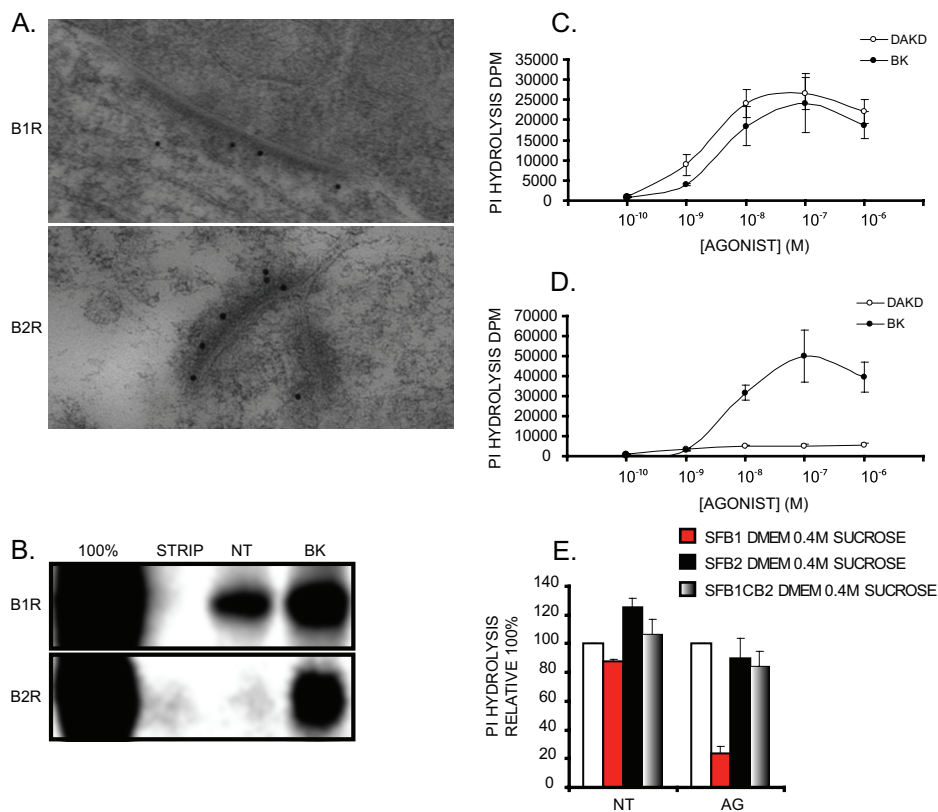 A.
B1R
B2R
B.
100% STRIP NT BK
B1R
B2R
C.
DAKD
BK
PI HYDROLYSIS DPM
35000
30000
25000
20000
15000
10000
5000
0
10-10 10-9 10-8 10-7 10-6
[AGONIST] (M)
D.
DAKD
BK
PI HYDROLYSIS DPM
70000
60000
50000
40000
30000
20000
10000
0
10-10 10-9 10-8 10-7 10-6
[AGONIST] (M)
E.
SFB1 DMEM 0.4M SUCROSE
SFB2 DMEM 0.4M SUCROSE
SFB1CB2 DMEM 0.4M SUCROSE
PI HYDROLYSIS
RELATIVE 100%
140
120
100
80
60
40
20
0
NT AG